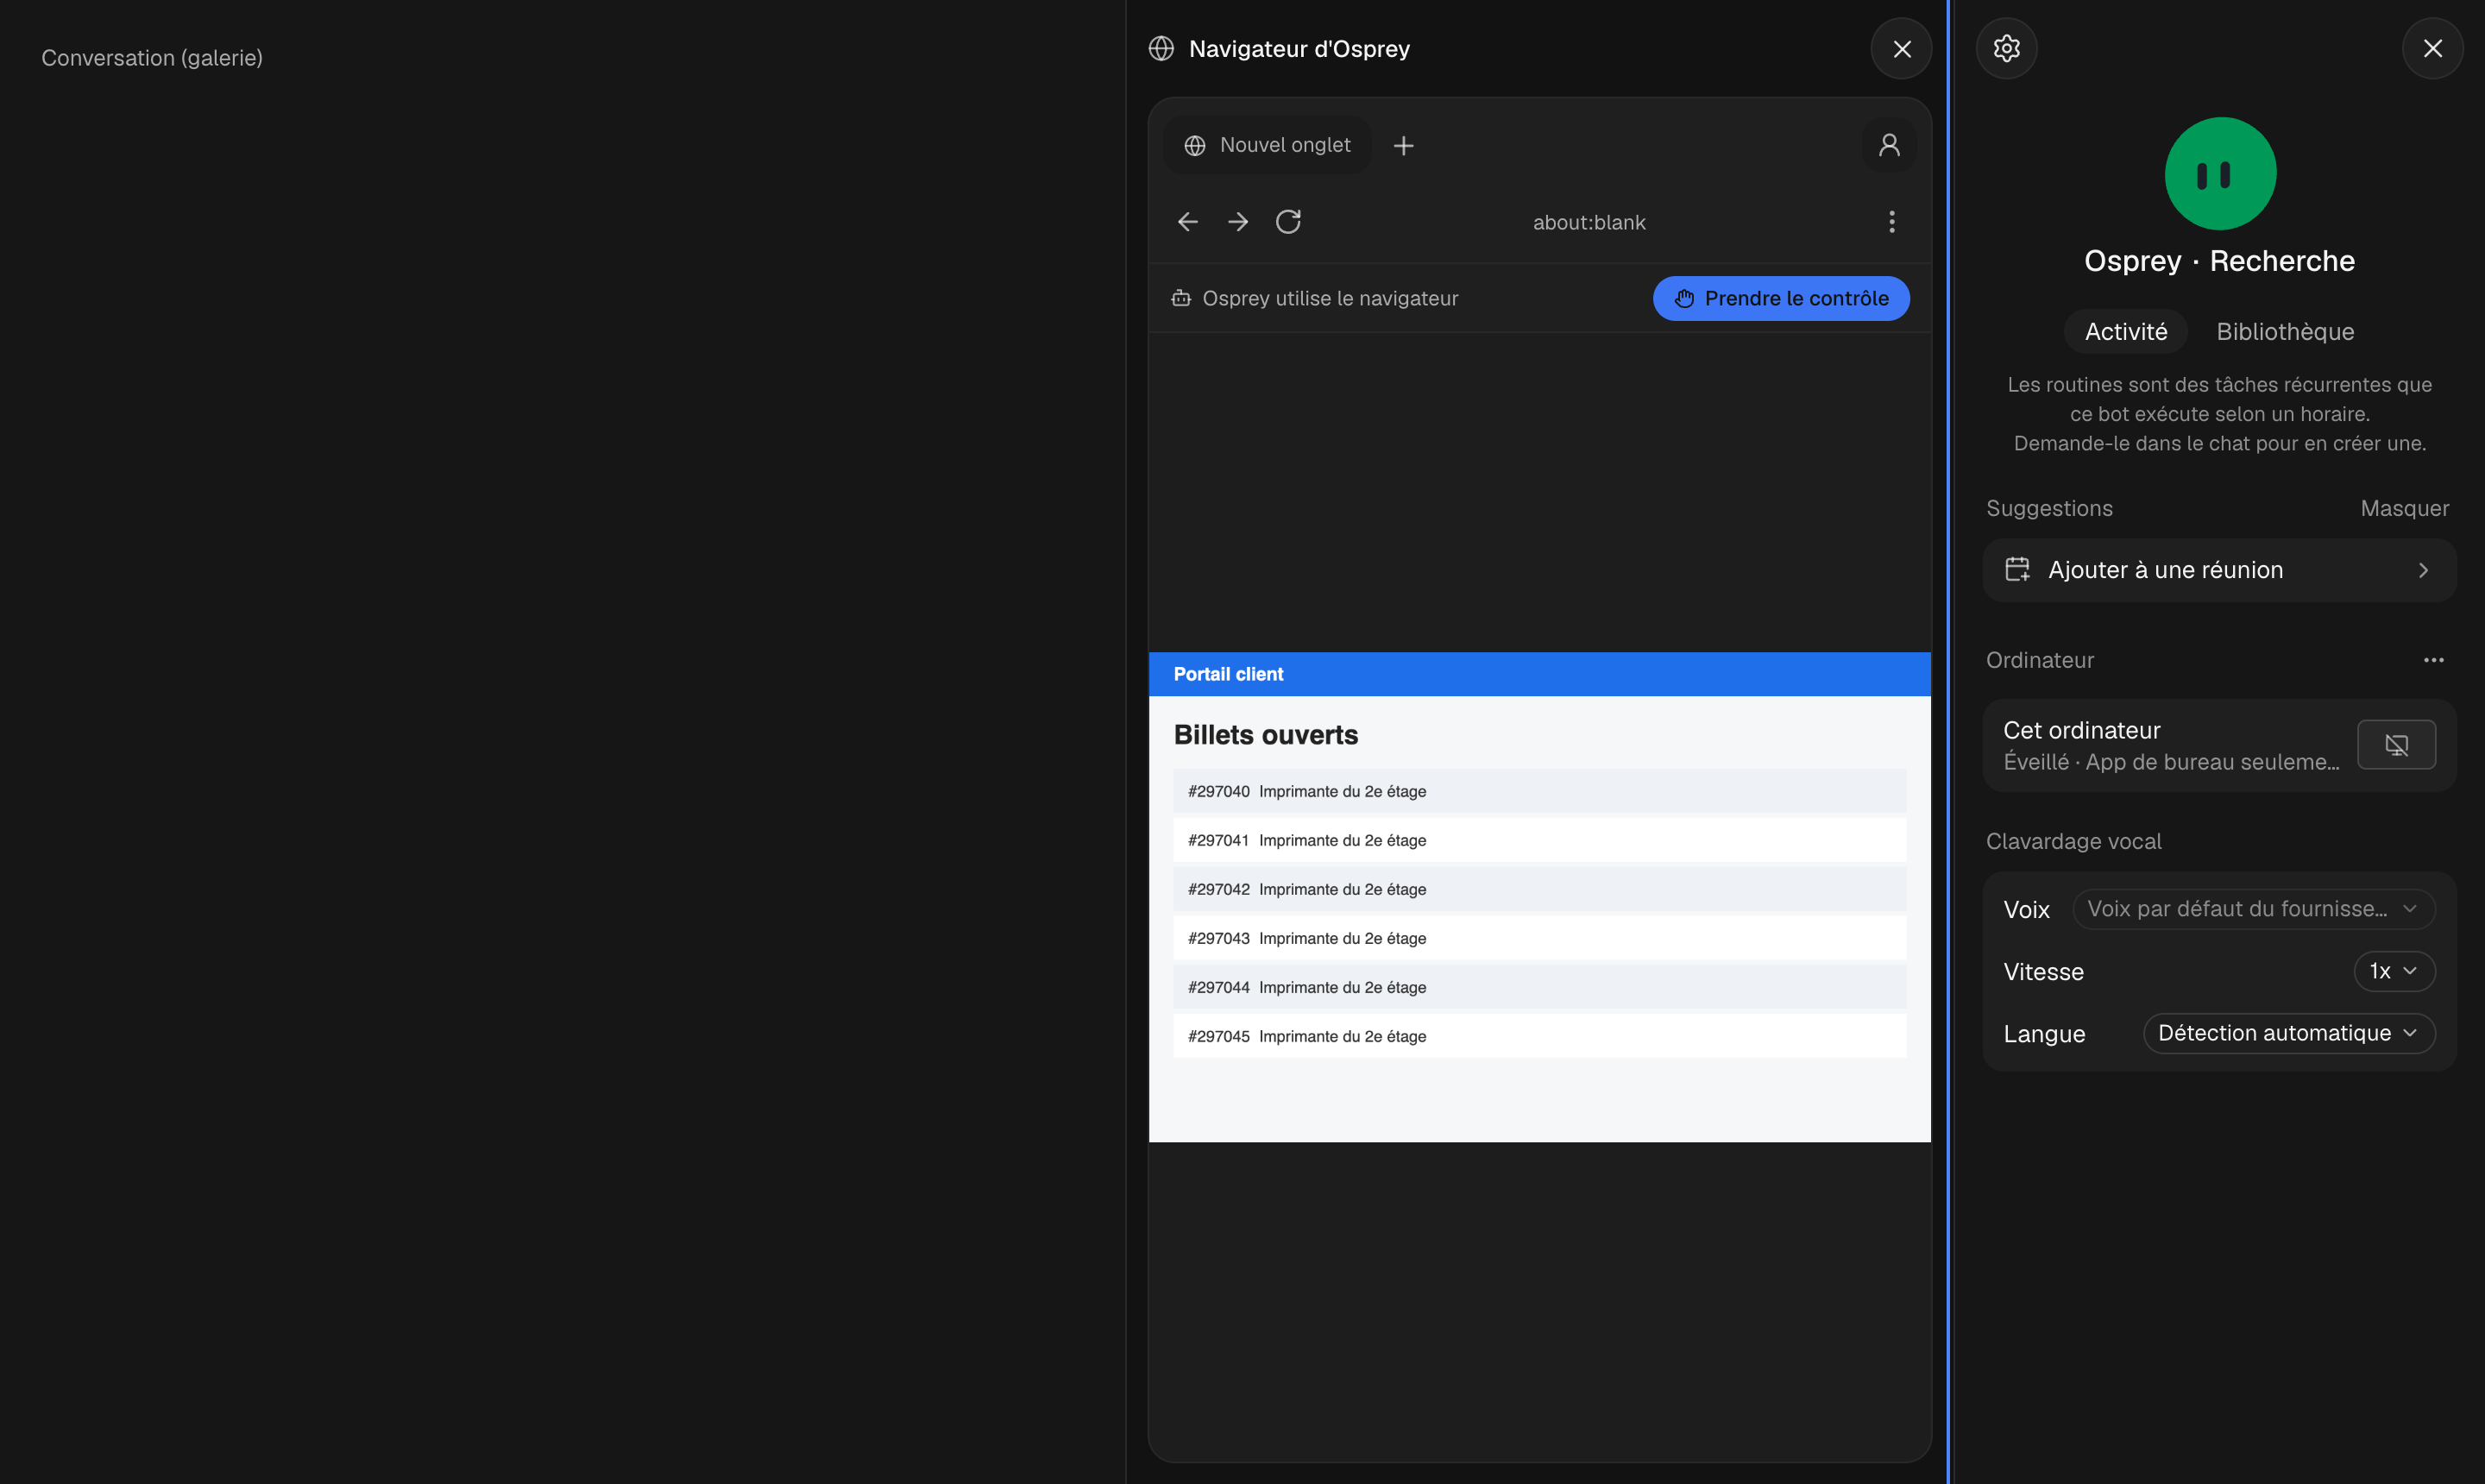 Conversation (galerie)
Navigateur d'Osprey
Nouvel onglet
about:blank
Osprey utilise le navigateur
Prendre le contrôle
Portail client
Billets ouverts
#297040 Imprimante du 2e étage
#297041 Imprimante du 2e étage
#297042 Imprimante du 2e étage
#297043 Imprimante du 2e étage
#297044 Imprimante du 2e étage
#297045 Imprimante du 2e étage
Osprey · Recherche
Activité
Bibliothèque
Les routines sont des tâches récurrentes que
ce bot exécute selon un horaire.
Demande-le dans le chat pour en créer une.
Suggestions
Masquer
Ajouter à une réunion
Ordinateur
Cet ordinateur
Éveillé · App de bureau seuleme...
Clavardage vocal
Voix
Voix par défaut du fournisse...
Vitesse
1x
Langue
Détection automatique